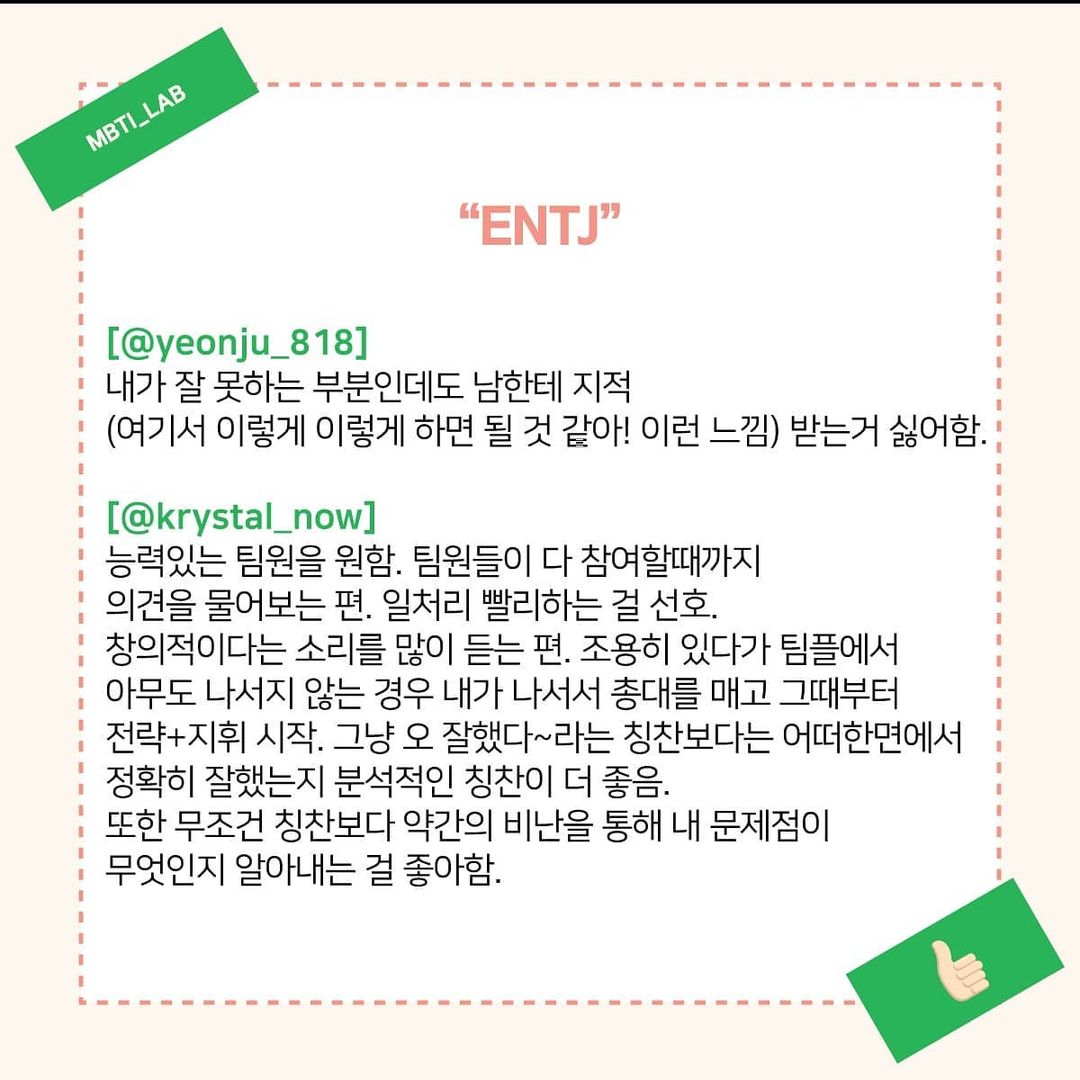 MBTI_LAB
“ENTJ”
[@yeonju_818]
내가 잘 못하는 부분인데도 남한테 지적
(여기서 이렇게 이렇게 하면 될 것 같아! 이런 느낌) 받는거 싫어함.
[@krystal_now]
능력있는 팀원을 원함. 팀원들이 다 참여할때까지
의견을 물어보는 편. 일처리 빨리하는 걸 선호.
창의적이다는 소리를 많이 듣는 편. 조용히 있다가 팀플에서
아무도 나서지 않는 경우 내가 나서서 총대를 매고 그때부터
전략+지휘 시작. 그냥 오 잘했다~라는 칭찬보다는 어떠한면에서
정확히 잘했는지 분석적인 칭찬이 더 좋음.
또한 무조건 칭찬보다 약간의 비난을 통해 내 문제점이
무엇인지 알아내는 걸 좋아함.